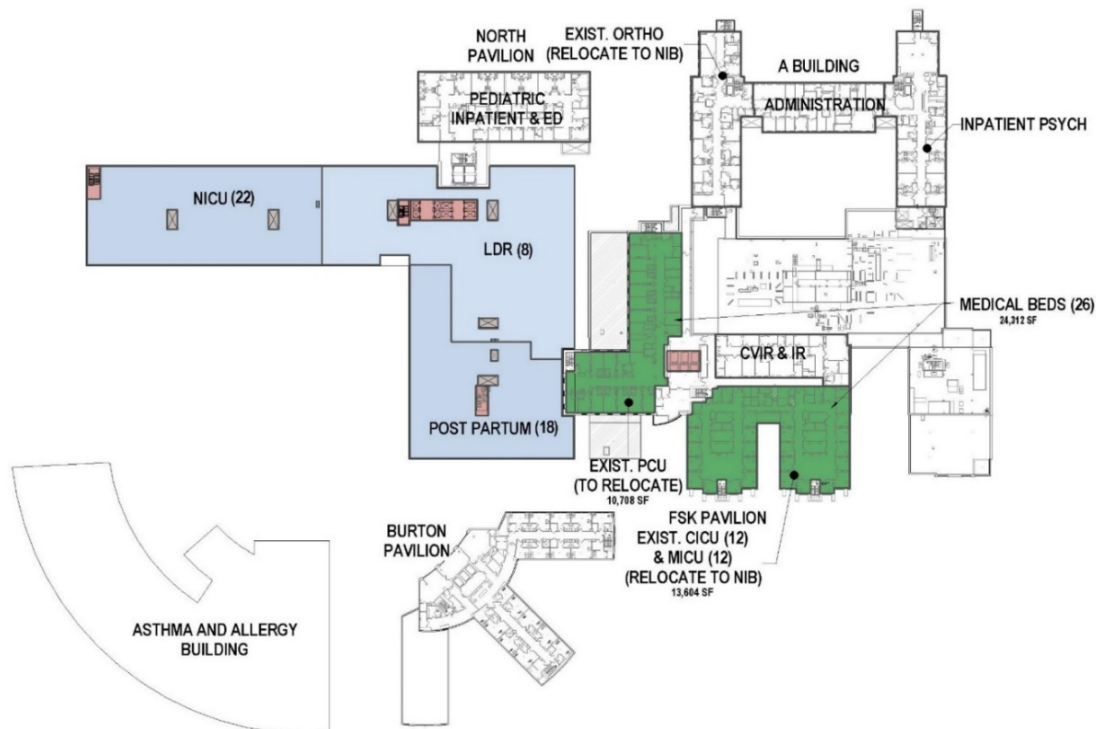 NORTH
PAVILION
EXIST. ORTHO
(RELOCATE TO NIB)
A BUILDING
PEDIATRIC
INPATIENT & ED
ADMINISTRATION
INPATIENT PSYCH
NICU (22)
LDR (8)
MEDICAL BEDS (26)
24,312 SF
CVIR & IR
POST PARTUM (18)
EXIST. PCU
(TO RELOCATE)
10,708 SF
FSK PAVILION
EXIST. CICU (12)
& MICU (12)
(RELOCATE TO NIB)
13,604 SF
BURTON
PAVILION
ASTHMA AND ALLERGY
BUILDING